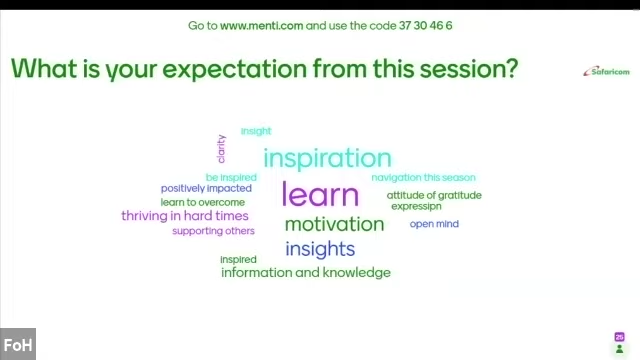 Go to www.menti.com and use the code 37 30 46 6
What is your expectation from this session?
Safaricom
insight
clarity
inspiration
be inspired
navigation this season
positively impacted
learn
attitude of gratitude
expressipn
learn to overcome
thriving in hard times
motivation
open mind
supporting others
insights
inspired
information and knowledge
FoH
25